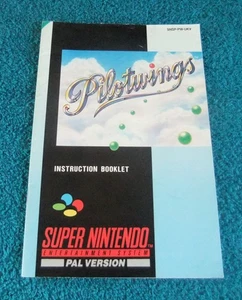 Pilotwings
INSTRUCTION BOOKLET
SUPER NINTENDO
ENTERTAINMENT SYSTEM
PAL VERSION